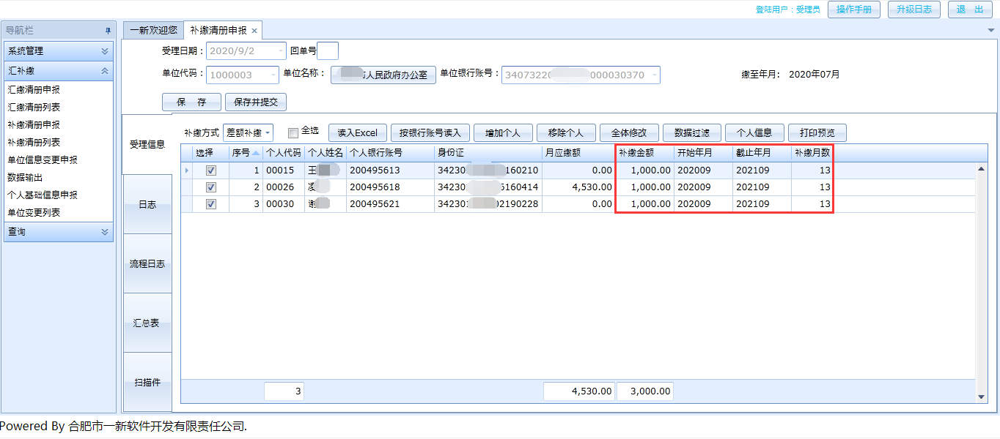 登陆用户：受理员 操作手册 升级日志 退 出
导航栏
系统管理
汇补缴
汇缴清册申报
汇缴清册列表
补缴清册申报
补缴清册列表
单位信息变更申报
数据输出
个人基础信息申报
单位变更列表
查询
一新欢迎您 补缴清册申报
受理日期： 2020/9/2 回单号
单位代码： 1000003 单位名称： 人民政府办公室 单位银行账号： 34073220 000030370 缴至年月： 2020年07月
保 存 保存并提交
受理信息
日志
流程日志
汇总表
扫描件
补缴方式 差额补缴 全选 读入Excel 按银行账号读入 增加个人 移除个人 全体修改 数据过滤 个人信息 打印预览
选择 序号 个人代码 个人姓名 个人银行账号 身份证 月应缴额 补缴金额 开始年月 截止年月 补缴月数
1 00015 王 200495613 34230 160210 0.00 1,000.00 202009 202109 13
2 00026 凌 200495618 34230 160414 4,530.00 1,000.00 202009 202109 13
3 00030 谢 200495621 34230 02190228 0.00 1,000.00 202009 202109 13
3 4,530.00 3,000.00
Powered By 合肥市一新软件开发有限责任公司.